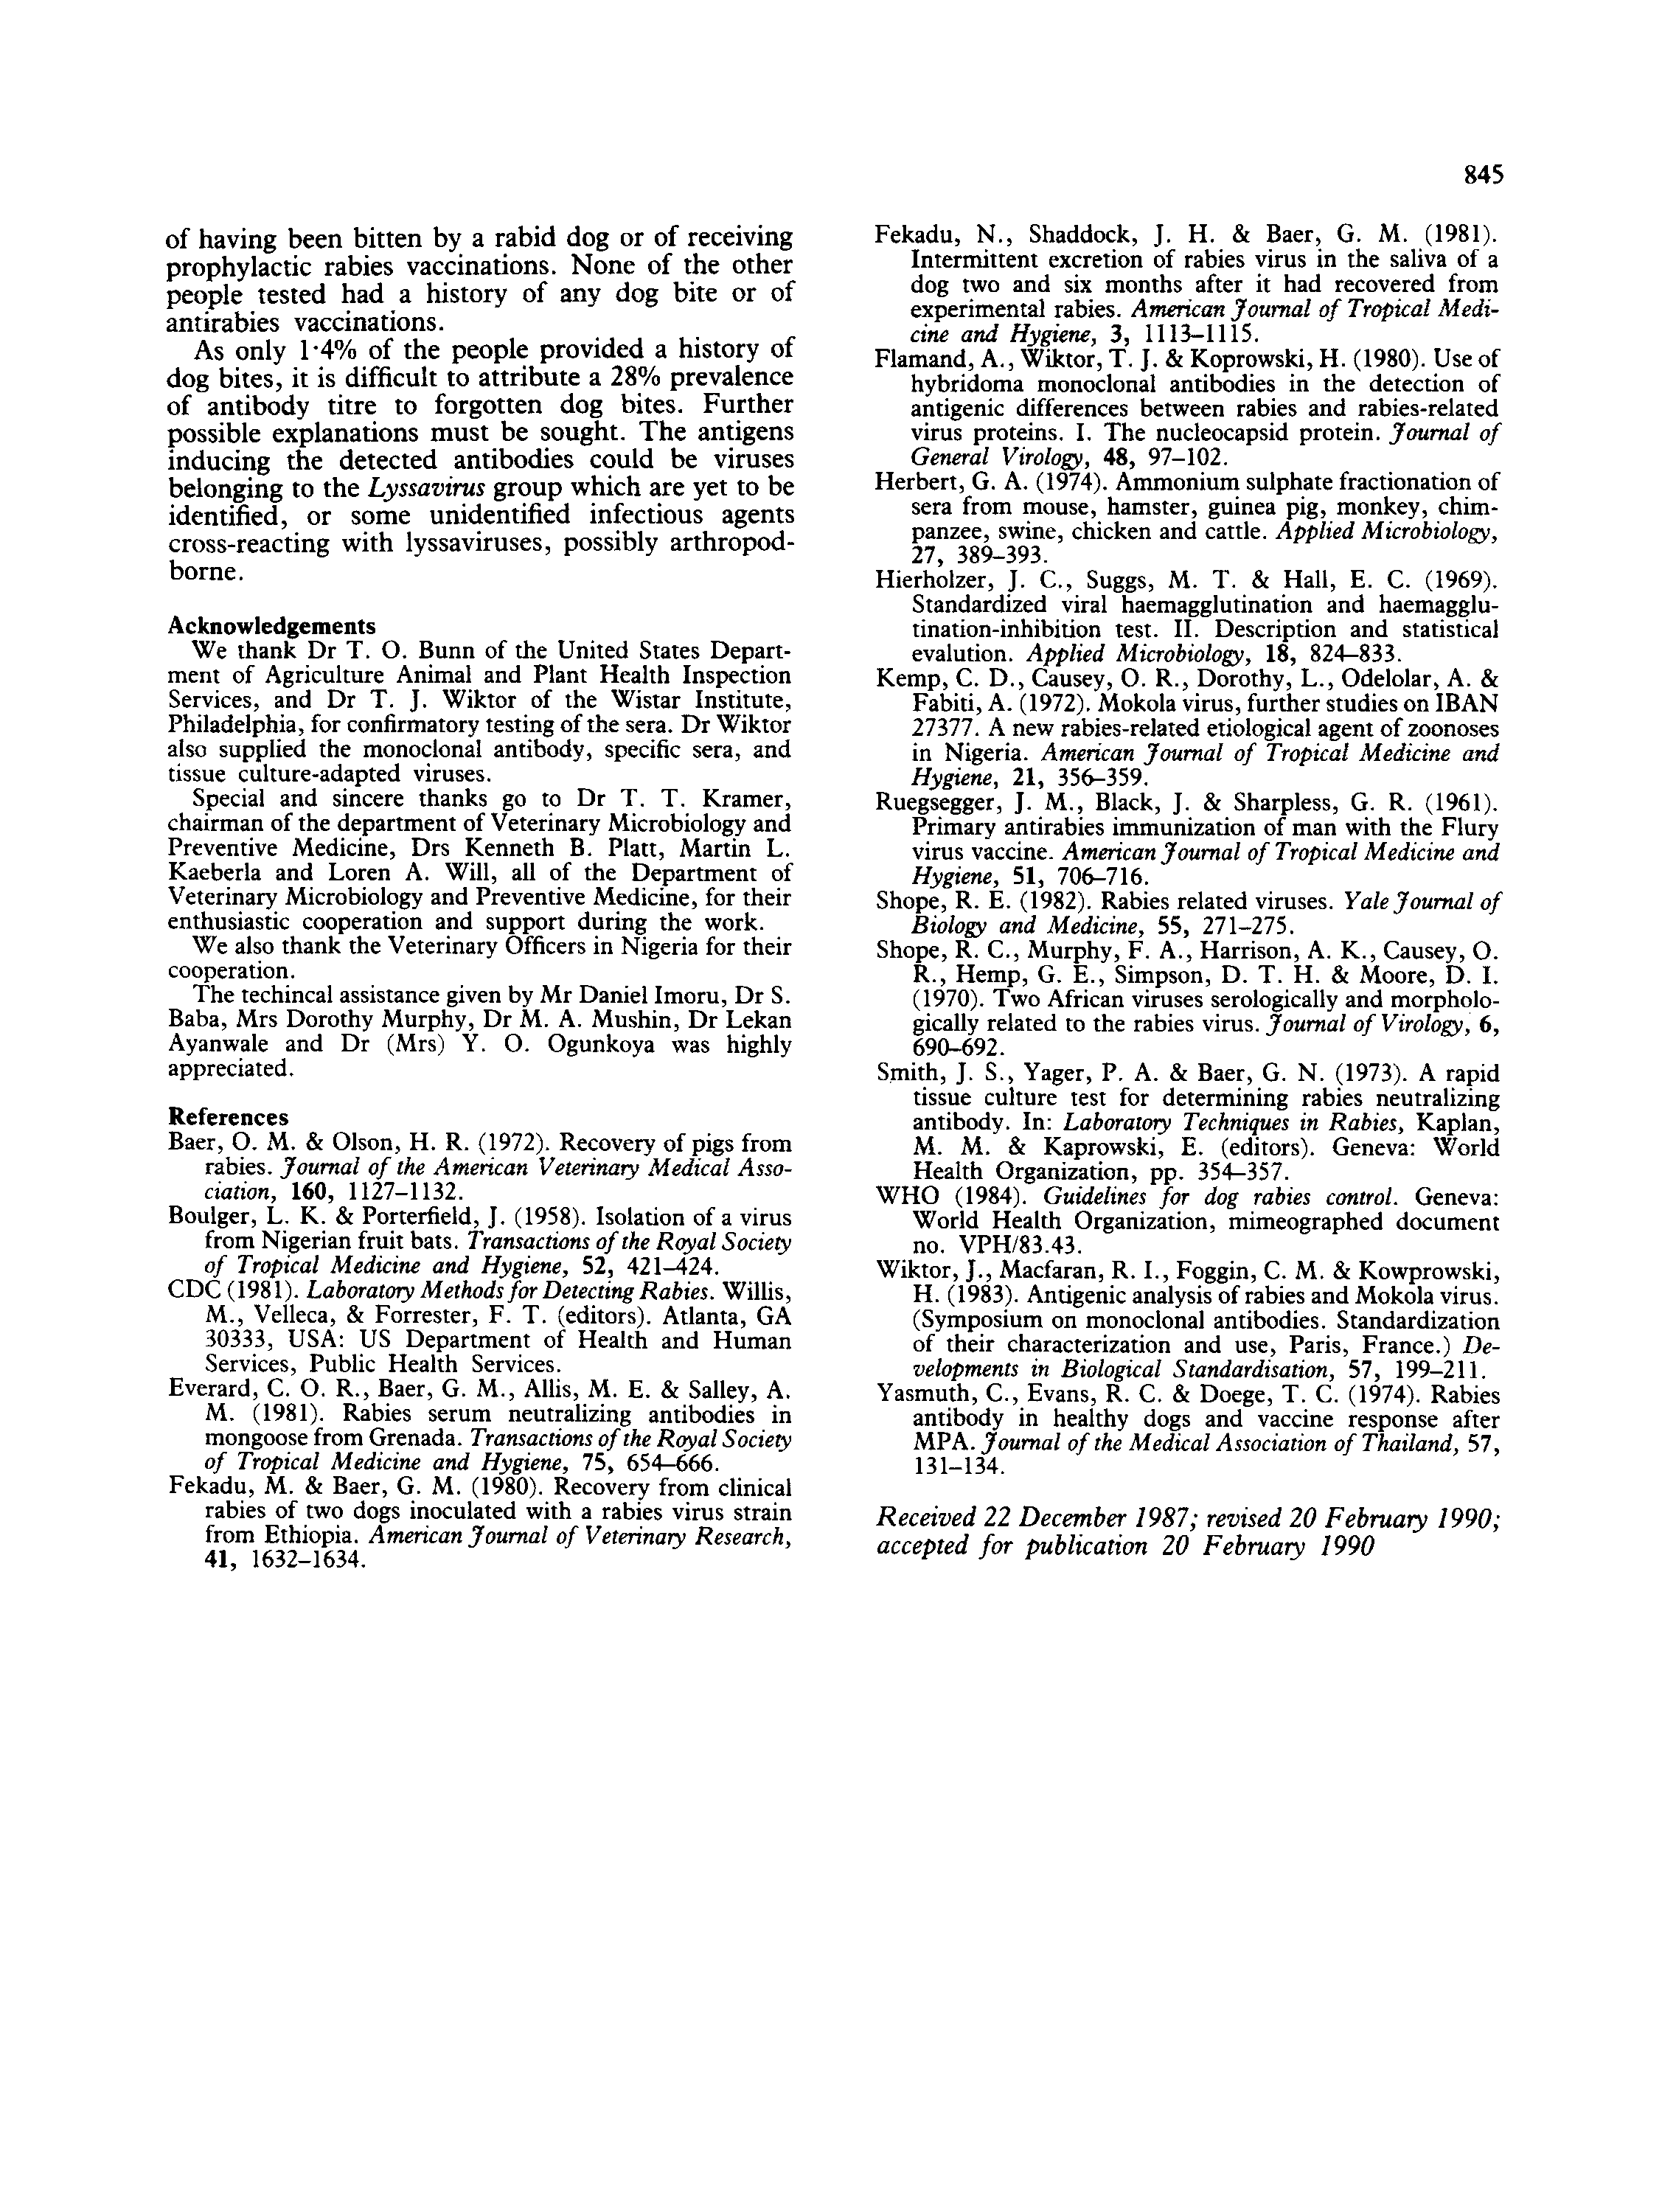 845
of having been bitten by a rabid dog or of receiving
prophylactic rabies vaccinations. None of the other
people tested had a history of any dog bite or of
antirabies vaccinations.
As only 1·4% of the people provided a history of
dog bites, it is difficult to attribute a 28% prevalence
of antibody titre to forgotten dog bites. Further
possible explanations must be sought. The antigens
inducing the detected antibodies could be viruses
belonging to the Lyssavirus group which are yet to be
identified, or some unidentified infectious agents
cross-reacting with lyssaviruses, possibly arthropod-
borne.
Acknowledgements
We thank Dr T. O. Bunn of the United States Depart-
ment of Agriculture Animal and Plant Health Inspection
Services, and Dr T. J. Wiktor of the Wistar Institute,
Philadelphia, for confirmatory testing of the sera. Dr Wiktor
also supplied the monoclonal antibody, specific sera, and
tissue culture-adapted viruses.
Special and sincere thanks go to Dr T. T. Kramer,
chairman of the department of Veterinary Microbiology and
Preventive Medicine, Drs Kenneth B. Platt, Martin L.
Kaeberla and Loren A. Will, all of the Department of
Veterinary Microbiology and Preventive Medicine, for their
enthusiastic cooperation and support during the work.
We also thank the Veterinary Officers in Nigeria for their
cooperation.
The techincal assistance given by Mr Daniel Imoru, Dr S.
Baba, Mrs Dorothy Murphy, Dr M. A. Mushin, Dr Lekan
Ayanwale and Dr (Mrs) Y. O. Ogunkoya was highly
appreciated.
References
Baer, O. M. & Olson, H. R. (1972). Recovery of pigs from
rabies. Journal of the American Veterinary Medical Asso-
ciation, 160, 1127–1132.
Boulger, L. K. & Porterfield, J. (1958). Isolation of a virus
from Nigerian fruit bats. Transactions of the Royal Society
of Tropical Medicine and Hygiene, 52, 421–424.
CDC (1981). Laboratory Methods for Detecting Rabies. Willis,
M., Velleca, & Forrester, F. T. (editors). Atlanta, GA
30333, USA: US Department of Health and Human
Services, Public Health Services.
Everard, C. O. R., Baer, G. M., Allis, M. E. & Salley, A.
M. (1981). Rabies serum neutralizing antibodies in
mongoose from Grenada. Transactions of the Royal Society
of Tropical Medicine and Hygiene, 75, 654–666.
Fekadu, M. & Baer, G. M. (1980). Recovery from clinical
rabies of two dogs inoculated with a rabies virus strain
from Ethiopia. American Journal of Veterinary Research,
41, 1632–1634.
Fekadu, N., Shaddock, J. H. & Baer, G. M. (1981).
Intermittent excretion of rabies virus in the saliva of a
dog two and six months after it had recovered from
experimental rabies. American Journal of Tropical Medi-
cine and Hygiene, 3, 1113–1115.
Flamand, A., Wiktor, T. J. & Koprowski, H. (1980). Use of
hybridoma monoclonal antibodies in the detection of
antigenic differences between rabies and rabies-related
virus proteins. I. The nucleocapsid protein. Journal of
General Virology, 48, 97–102.
Herbert, G. A. (1974). Ammonium sulphate fractionation of
sera from mouse, hamster, guinea pig, monkey, chim-
panzee, swine, chicken and cattle. Applied Microbiology,
27, 389–393.
Hierholzer, J. C., Suggs, M. T. & Hall, E. C. (1969).
Standardized viral haemagglutination and haemagglu-
tination-inhibition test. II. Description and statistical
evalution. Applied Microbiology, 18, 824–833.
Kemp, C. D., Causey, O. R., Dorothy, L., Odelolar, A. &
Fabiti, A. (1972). Mokola virus, further studies on IBAN
27377. A new rabies-related etiological agent of zoonoses
in Nigeria. American Journal of Tropical Medicine and
Hygiene, 21, 356–359.
Ruegsegger, J. M., Black, J. & Sharpless, G. R. (1961).
Primary antirabies immunization of man with the Flury
virus vaccine. American Journal of Tropical Medicine and
Hygiene, 51, 706–716.
Shope, R. E. (1982). Rabies related viruses. Yale Journal of
Biology and Medicine, 55, 271–275.
Shope, R. C., Murphy, F. A., Harrison, A. K., Causey, O.
R., Hemp, G. E., Simpson, D. T. H. & Moore, D. I.
(1970). Two African viruses serologically and morpholo-
gically related to the rabies virus. Journal of Virology, 6,
690–692.
Smith, J. S., Yager, P. A. & Baer, G. N. (1973). A rapid
tissue culture test for determining rabies neutralizing
antibody. In: Laboratory Techniques in Rabies, Kaplan,
M. M. & Kaprowski, E. (editors). Geneva: World
Health Organization, pp. 354–357.
WHO (1984). Guidelines for dog rabies control. Geneva:
World Health Organization, mimeographed document
no. VPH/83.43.
Wiktor, J., Macfaran, R. I., Foggin, C. M. & Kowprowski,
H. (1983). Antigenic analysis of rabies and Mokola virus.
(Symposium on monoclonal antibodies. Standardization
of their characterization and use, Paris, France.) De-
velopments in Biological Standardisation, 57, 199–211.
Yasmuth, C., Evans, R. C. & Doege, T. C. (1974). Rabies
antibody in healthy dogs and vaccine response after
MPA. Journal of the Medical Association of Thailand, 57,
131–134.
Received 22 December 1987; revised 20 February 1990;
accepted for publication 20 February 1990